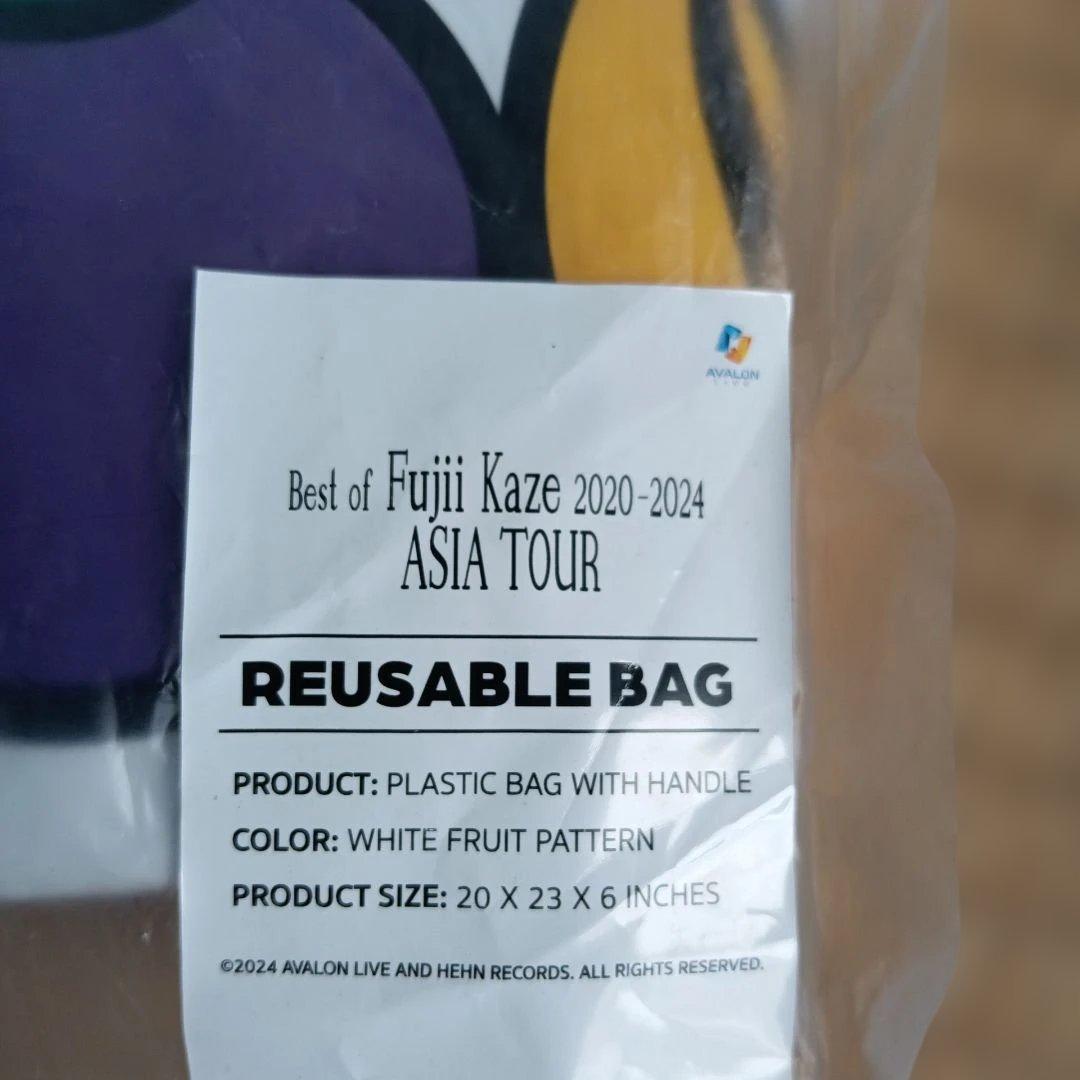 AVALON
LIVE
Best of Fujii Kaze 2020-2024
ASIA TOUR
REUSABLE BAG
PRODUCT: PLASTIC BAG WITH HANDLE
COLOR: WHITE FRUIT PATTERN
PRODUCT SIZE: 20 X 23 X 6 INCHES
©2024 AVALON LIVE AND HEHN RECORDS. ALL RIGHTS RESERVED.